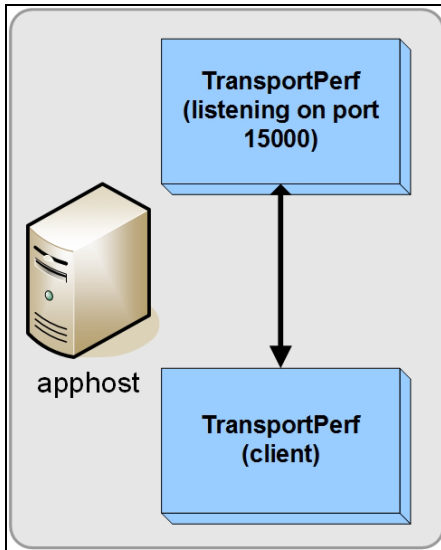 TransportPerf
(listening on port
15000)
apphost
TransportPerf
(client)